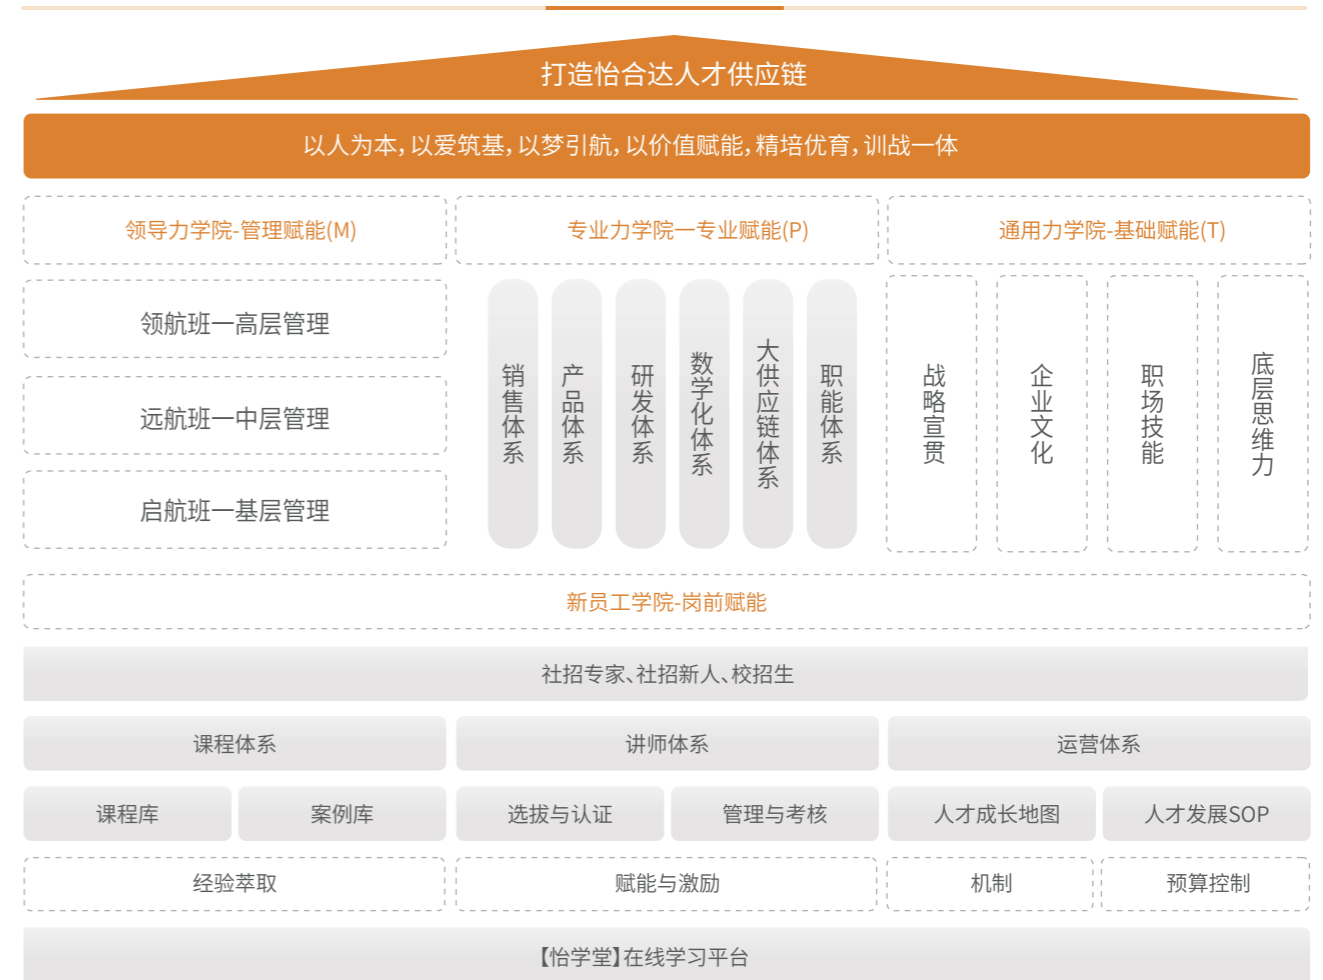 打造怡合达人才供应链
以人为本，以爱筑基，以梦引航，以价值赋能，精培优育，训战一体
领导力学院-管理赋能(M)
专业力学院一专业赋能(P)
通用力学院-基础赋能(T)
领航班一高层管理
远航班一中层管理
启航班一基层管理
销售体系
产品体系
研发体系
数学化体系
大供应链体系
职能体系
战略宣贯
企业文化
职场技能
底层思维力
新员工学院-岗前赋能
社招专家、社招新人、校招生
课程体系
讲师体系
运营体系
课程库
案例库
选拔与认证
管理与考核
人才成长地图
人才发展SOP
经验萃取
赋能与激励
机制
预算控制
【怡学堂】在线学习平台